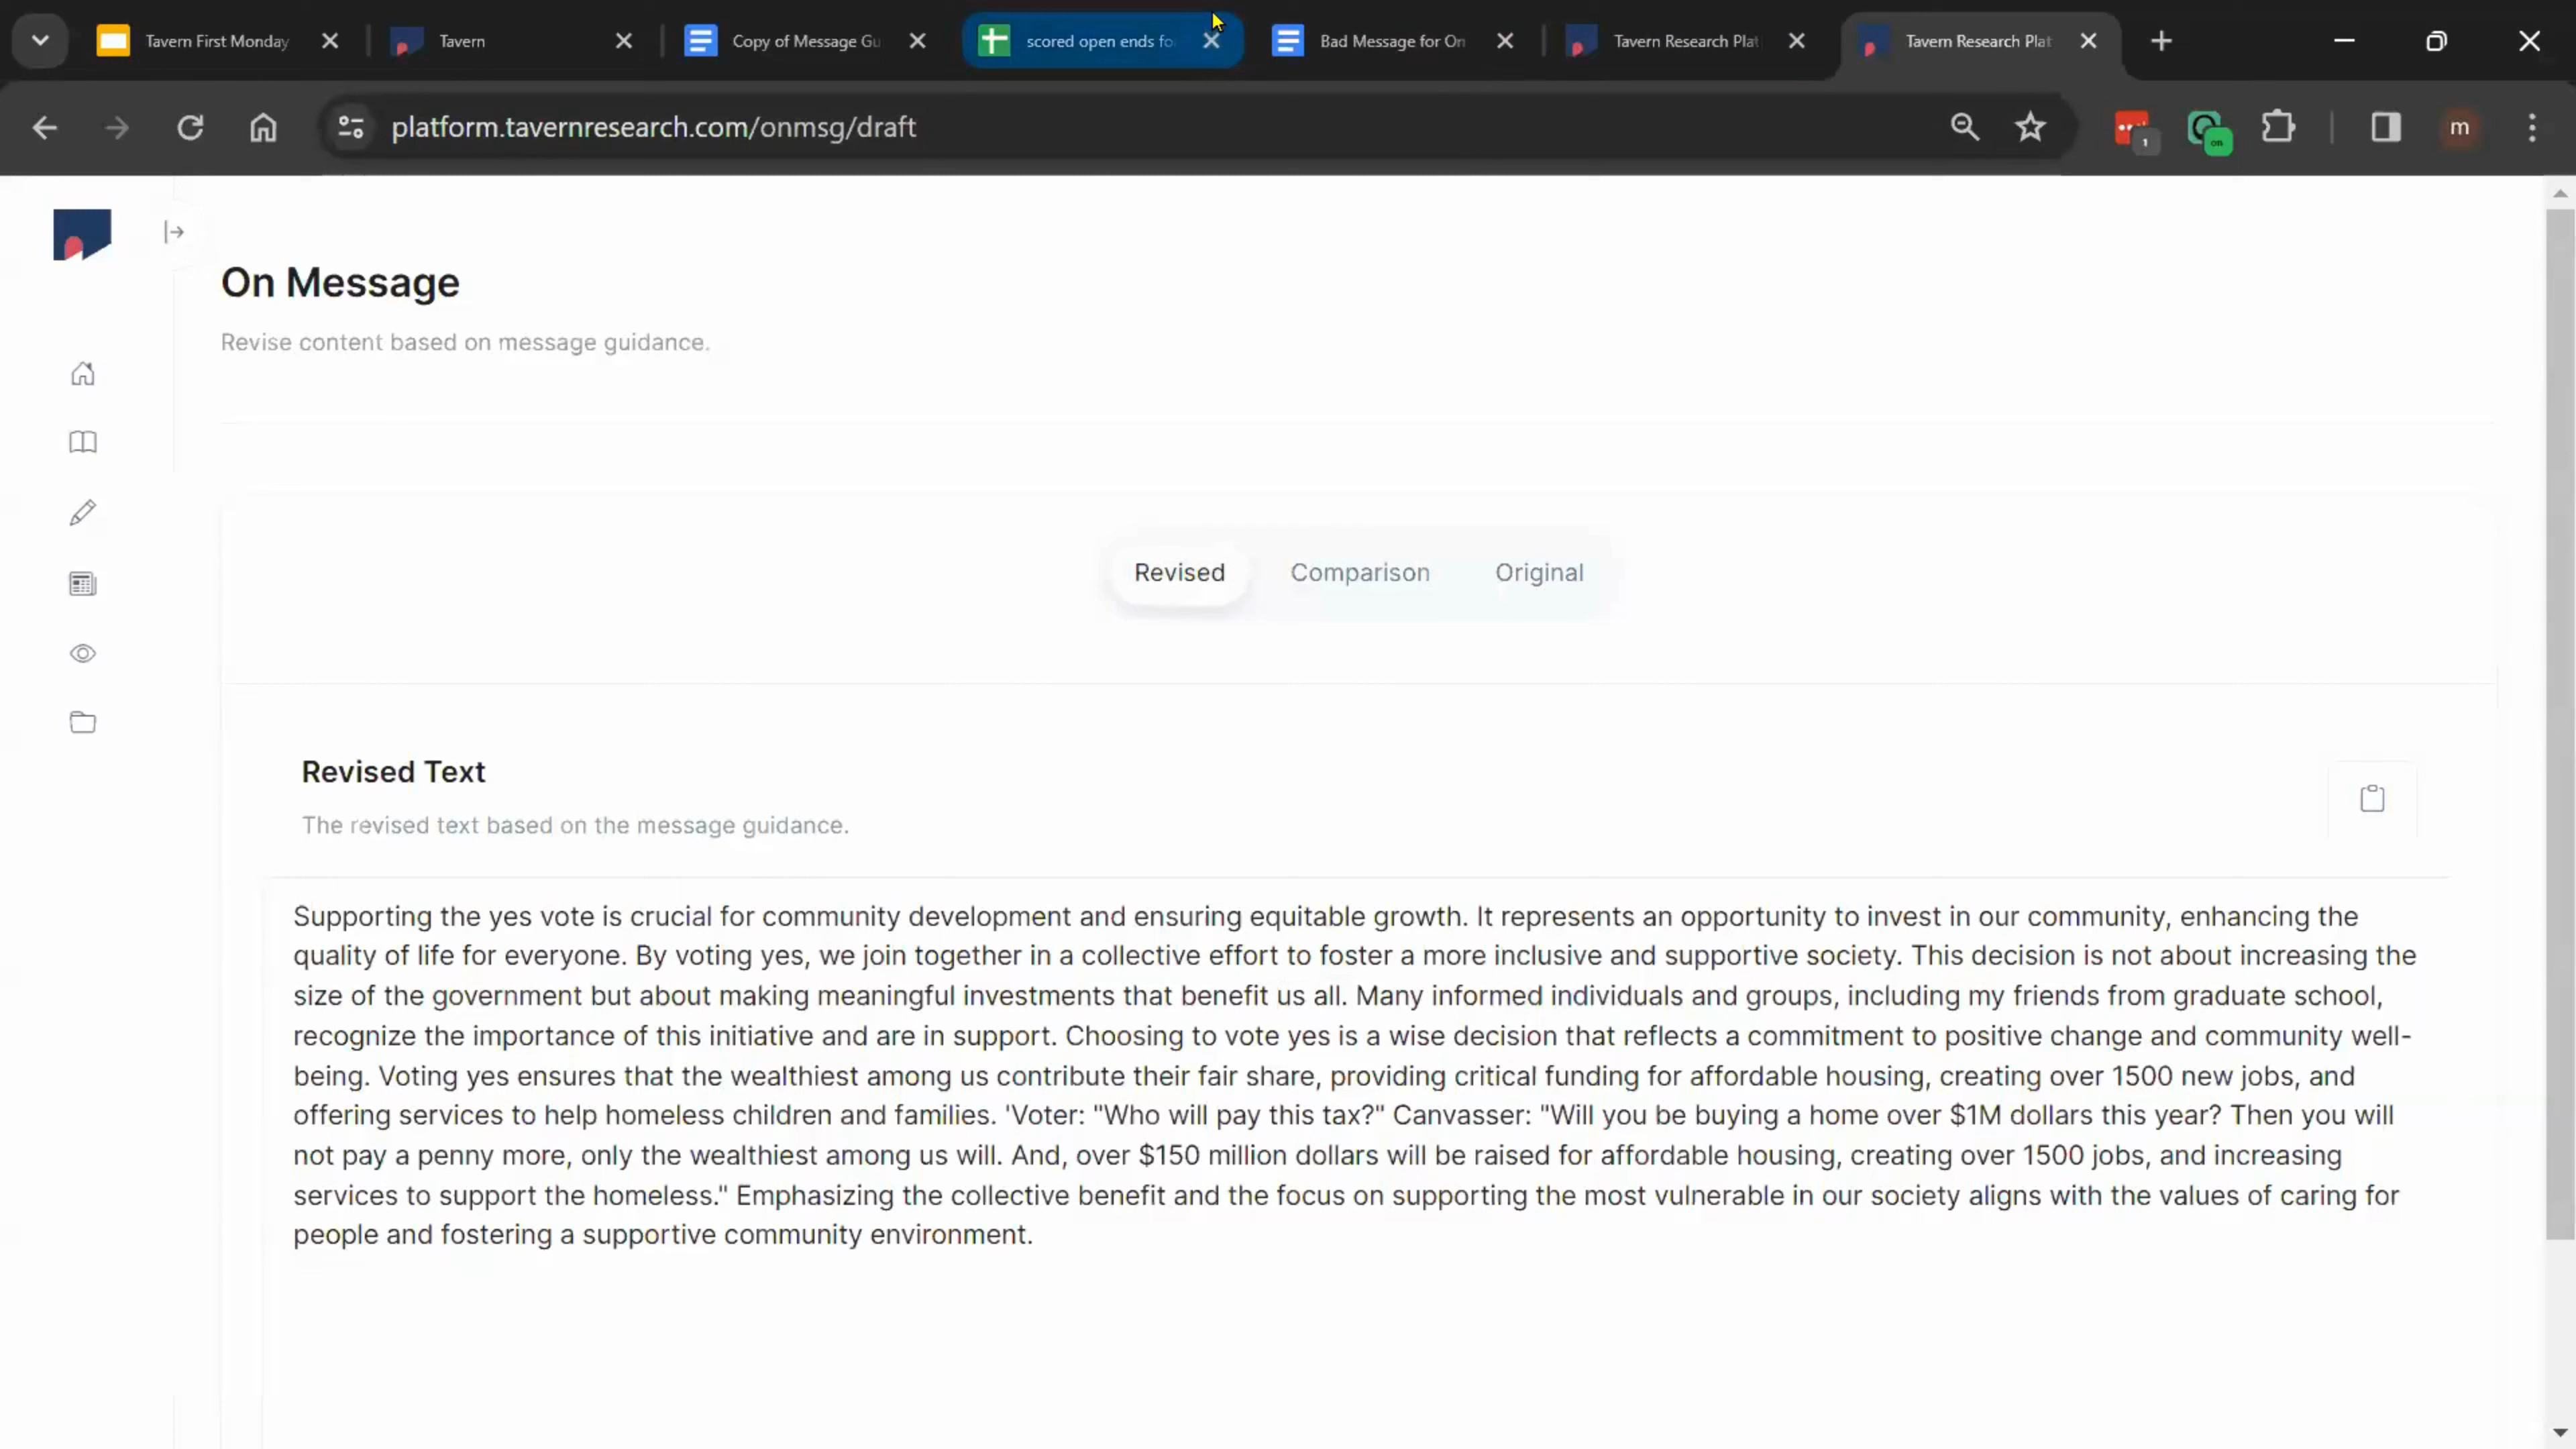 Tavern First Monday
Tavern
Copy of Message Gu
scored open ends fo
Bad Message for On
Tavern Research Plat
Tavern Research Plat
platform.tavernresearch.com/onmsg/draft
1
on
m
On Message
Revise content based on message guidance.
Revised
Comparison
Original
Revised Text
The revised text based on the message guidance.
Supporting the yes vote is crucial for community development and ensuring equitable growth. It represents an opportunity to invest in our community, enhancing the
quality of life for everyone. By voting yes, we join together in a collective effort to foster a more inclusive and supportive society. This decision is not about increasing the
size of the government but about making meaningful investments that benefit us all. Many informed individuals and groups, including my friends from graduate school,
recognize the importance of this initiative and are in support. Choosing to vote yes is a wise decision that reflects a commitment to positive change and community well-
being. Voting yes ensures that the wealthiest among us contribute their fair share, providing critical funding for affordable housing, creating over 1500 new jobs, and
offering services to help homeless children and families. 'Voter: "Who will pay this tax?" Canvasser: "Will you be buying a home over $1M dollars this year? Then you will
not pay a penny more, only the wealthiest among us will. And, over $150 million dollars will be raised for affordable housing, creating over 1500 jobs, and increasing
services to support the homeless." Emphasizing the collective benefit and the focus on supporting the most vulnerable in our society aligns with the values of caring for
people and fostering a supportive community environment.